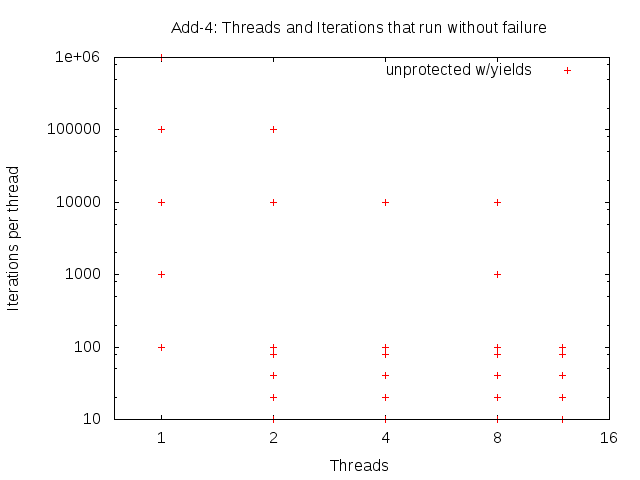 Add-4: Threads and Iterations that run without failure
unprotected w/yields
Iterations per thread
1e+06
100000
10000
1000
100
10
1 2 4 8 16
Threads